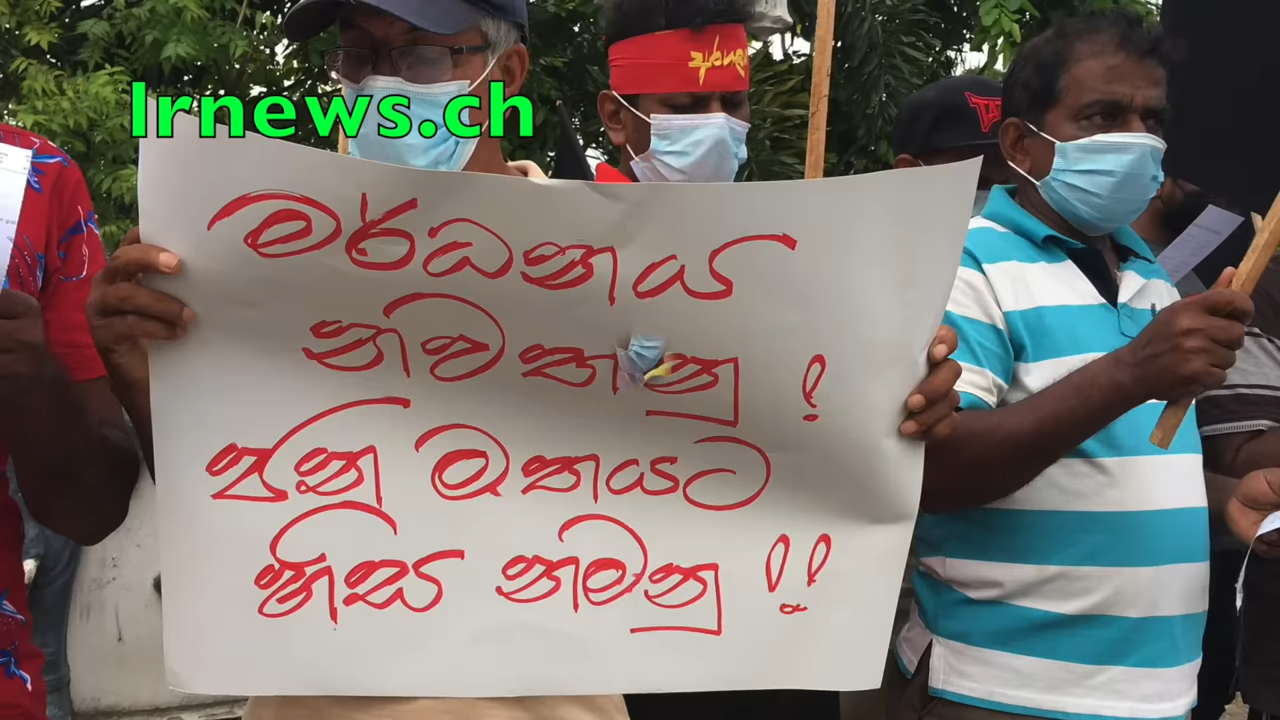 lrnews.ch
මර්ධනය
නවතනු !
ජන මතයට
හිස නමනු !!